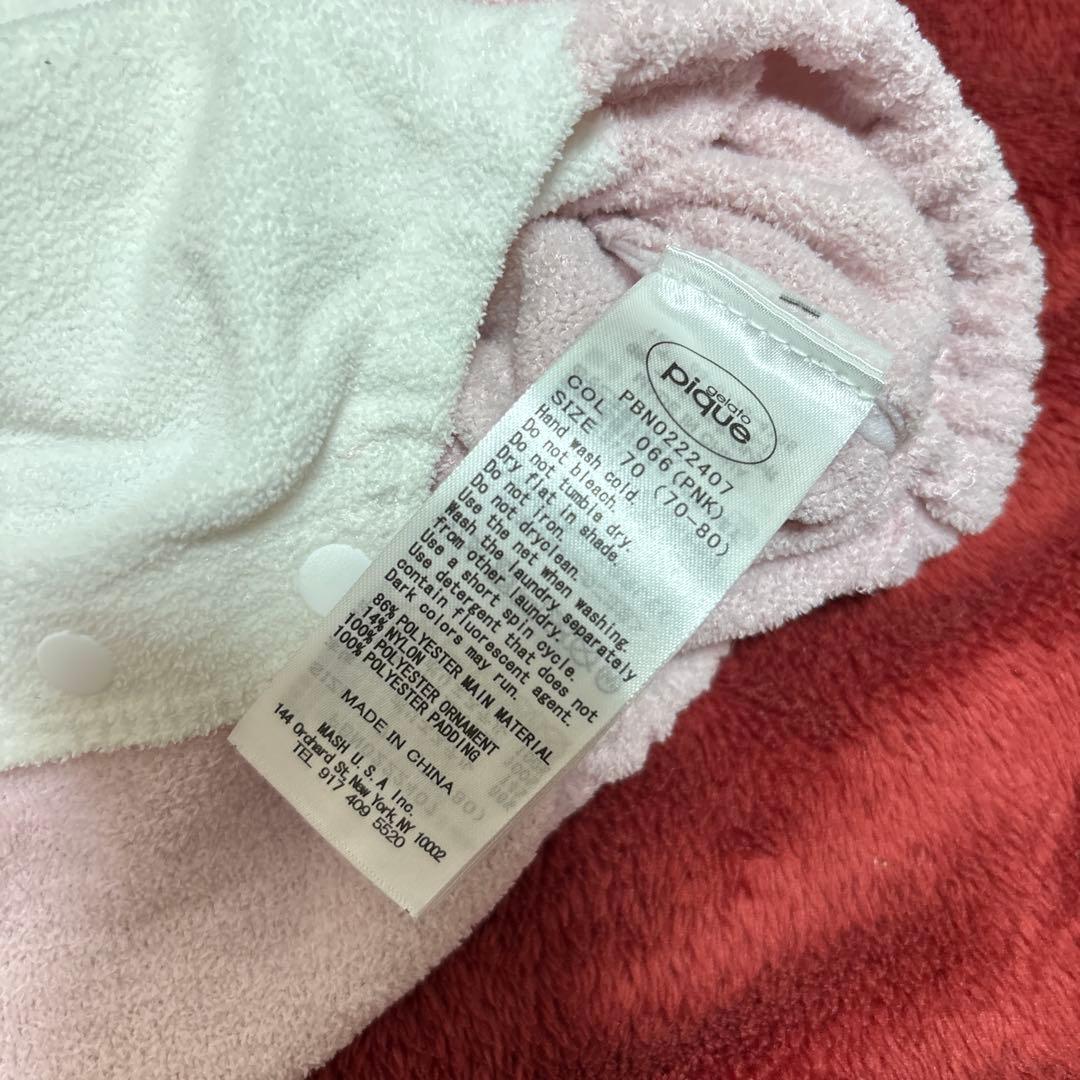 gelato
pique
PBN0222407
COL 066(PNK)
SIZE 70 (70-80)
Hand wash cold.
Do not bleach.
Do not tumble dry.
Dry flat in shade.
Do not iron.
Do not dryclean.
Use the net when washing.
Wash the laundry separately
from other laundry.
Use a short spin cycle.
Use detergent that does not
contain fluorescent agent.
Dark colors may run.
86% POLYESTER MAIN MATERIAL
14% NYLON
100% POLYESTER ORNAMENT
100% POLYESTER PADDING
MADE IN CHINA
MASH U.S.A Inc.
144 Orchard St, New York, NY 10002
TEL 917 409 5520